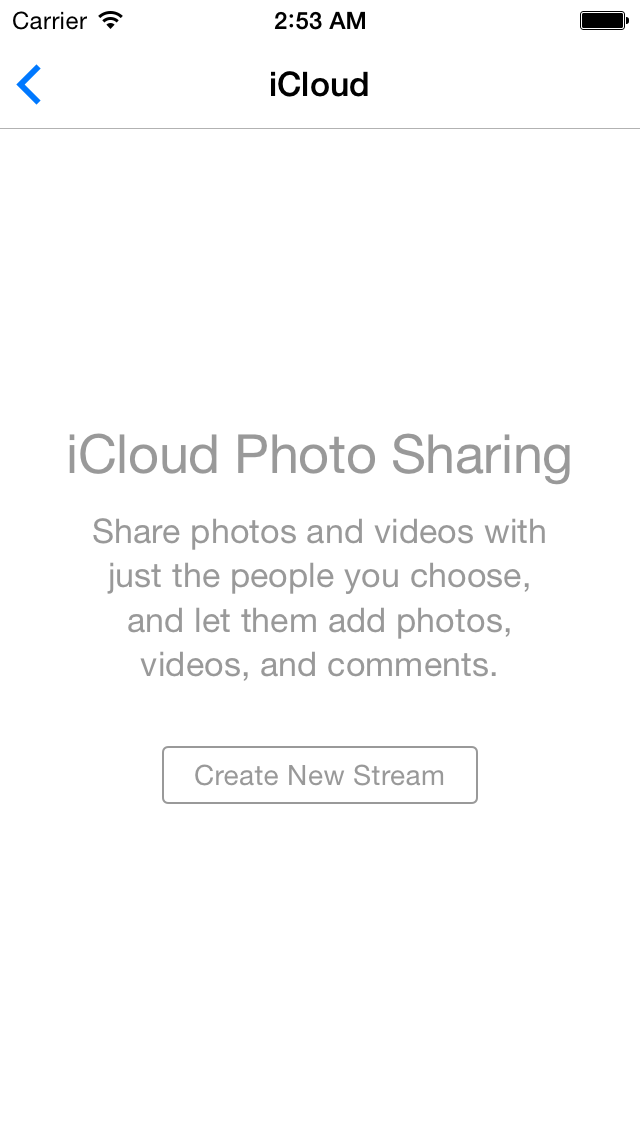 Carrier 2:53 AM
iCloud
iCloud Photo Sharing
Share photos and videos with
just the people you choose,
and let them add photos,
videos, and comments.
Create New Stream